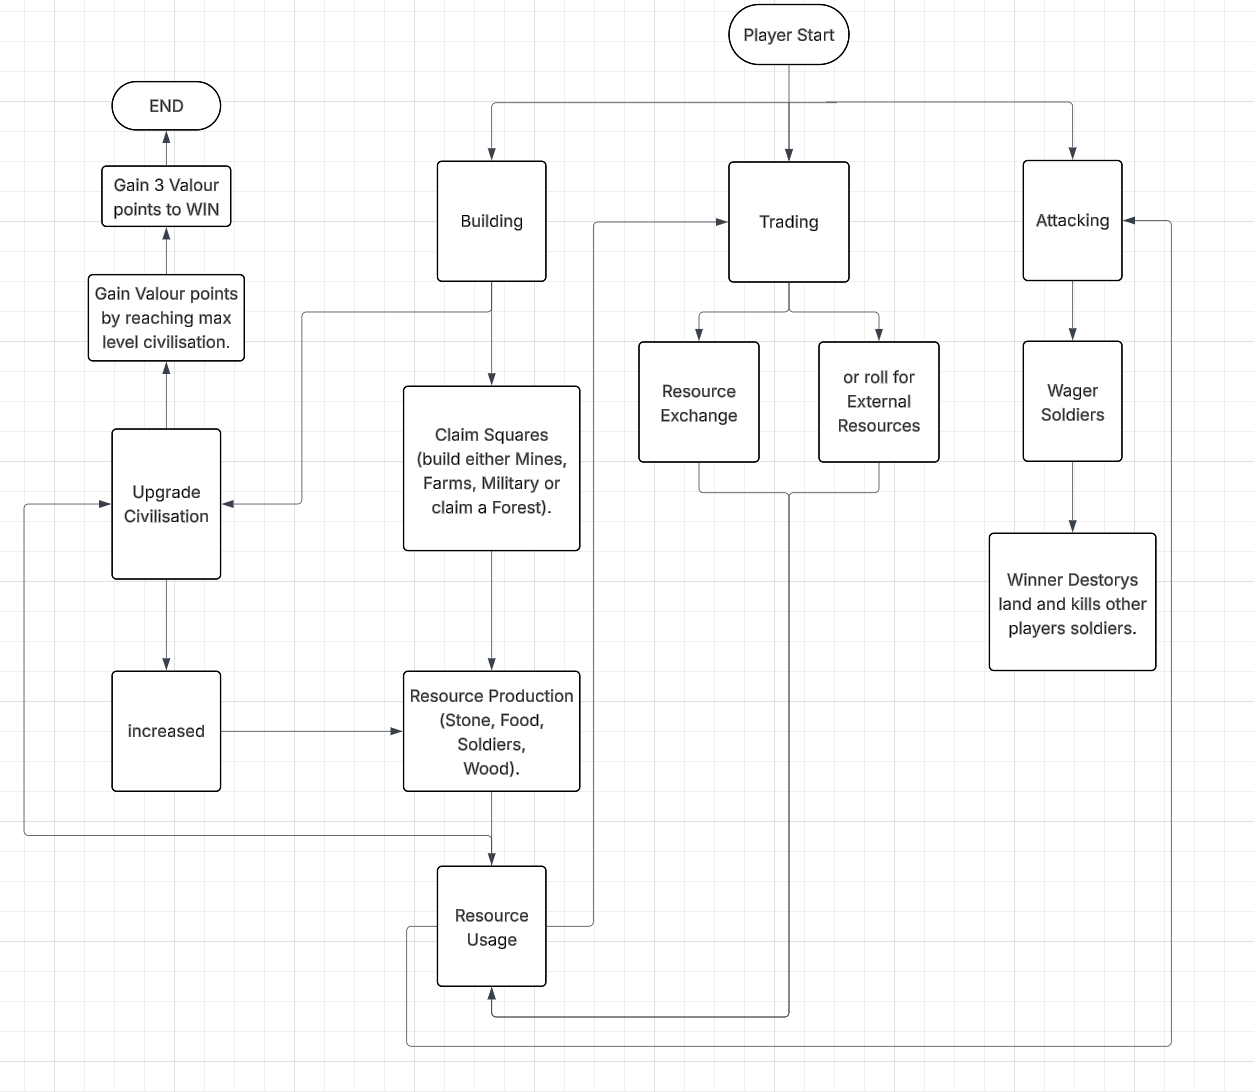 Player Start
END
Gain 3 Valour
points to WIN
Building
Trading
Attacking
Gain Valour points
by reaching max
level civilisation.
Resource
Exchange
or roll for
External
Resources
Wager
Soldiers
Claim Squares
(build either Mines,
Farms, Military or
claim a Forest).
Upgrade
Civilisation
Winner Destorys
land and kills other
players soldiers.
increased
Resource Production
(Stone, Food,
Soldiers,
Wood).
Resource
Usage